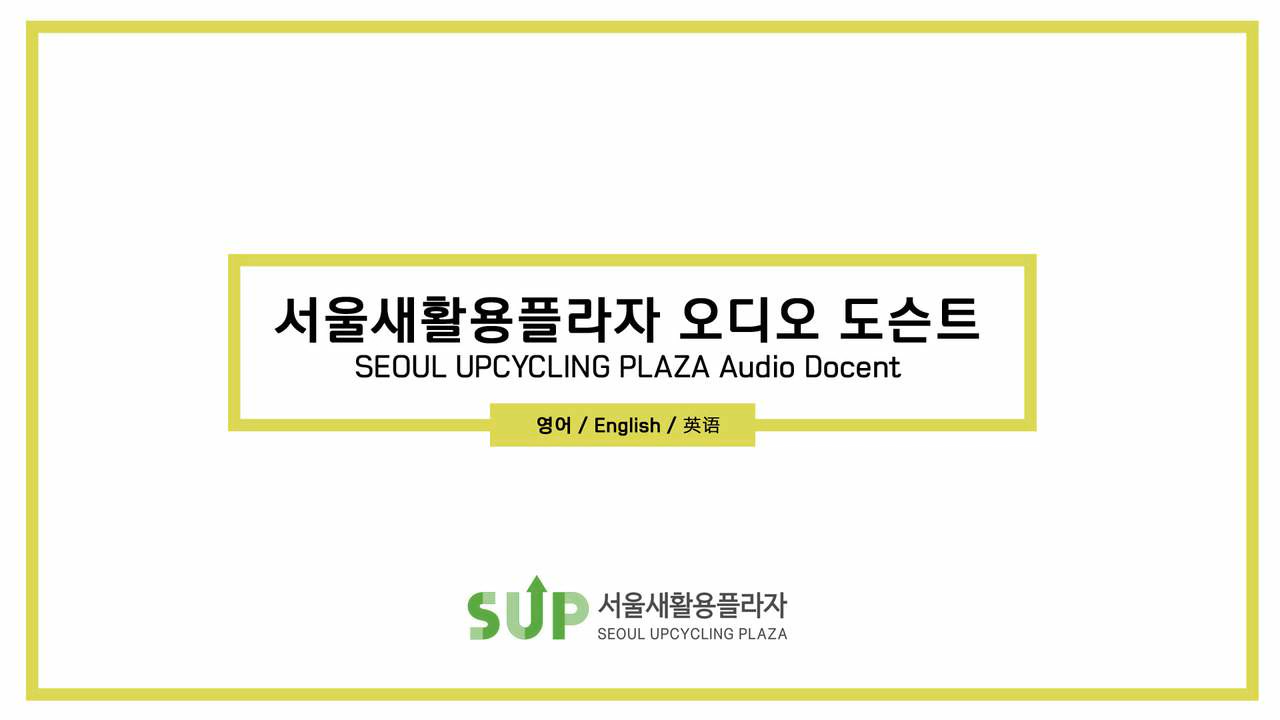 서울새활용플라자 오디오 도슨트
SEOUL UPCYCLING PLAZA Audio Docent
영어 / English / 英语
SUP 서울새활용플라자
SEOUL UPCYCLING PLAZA